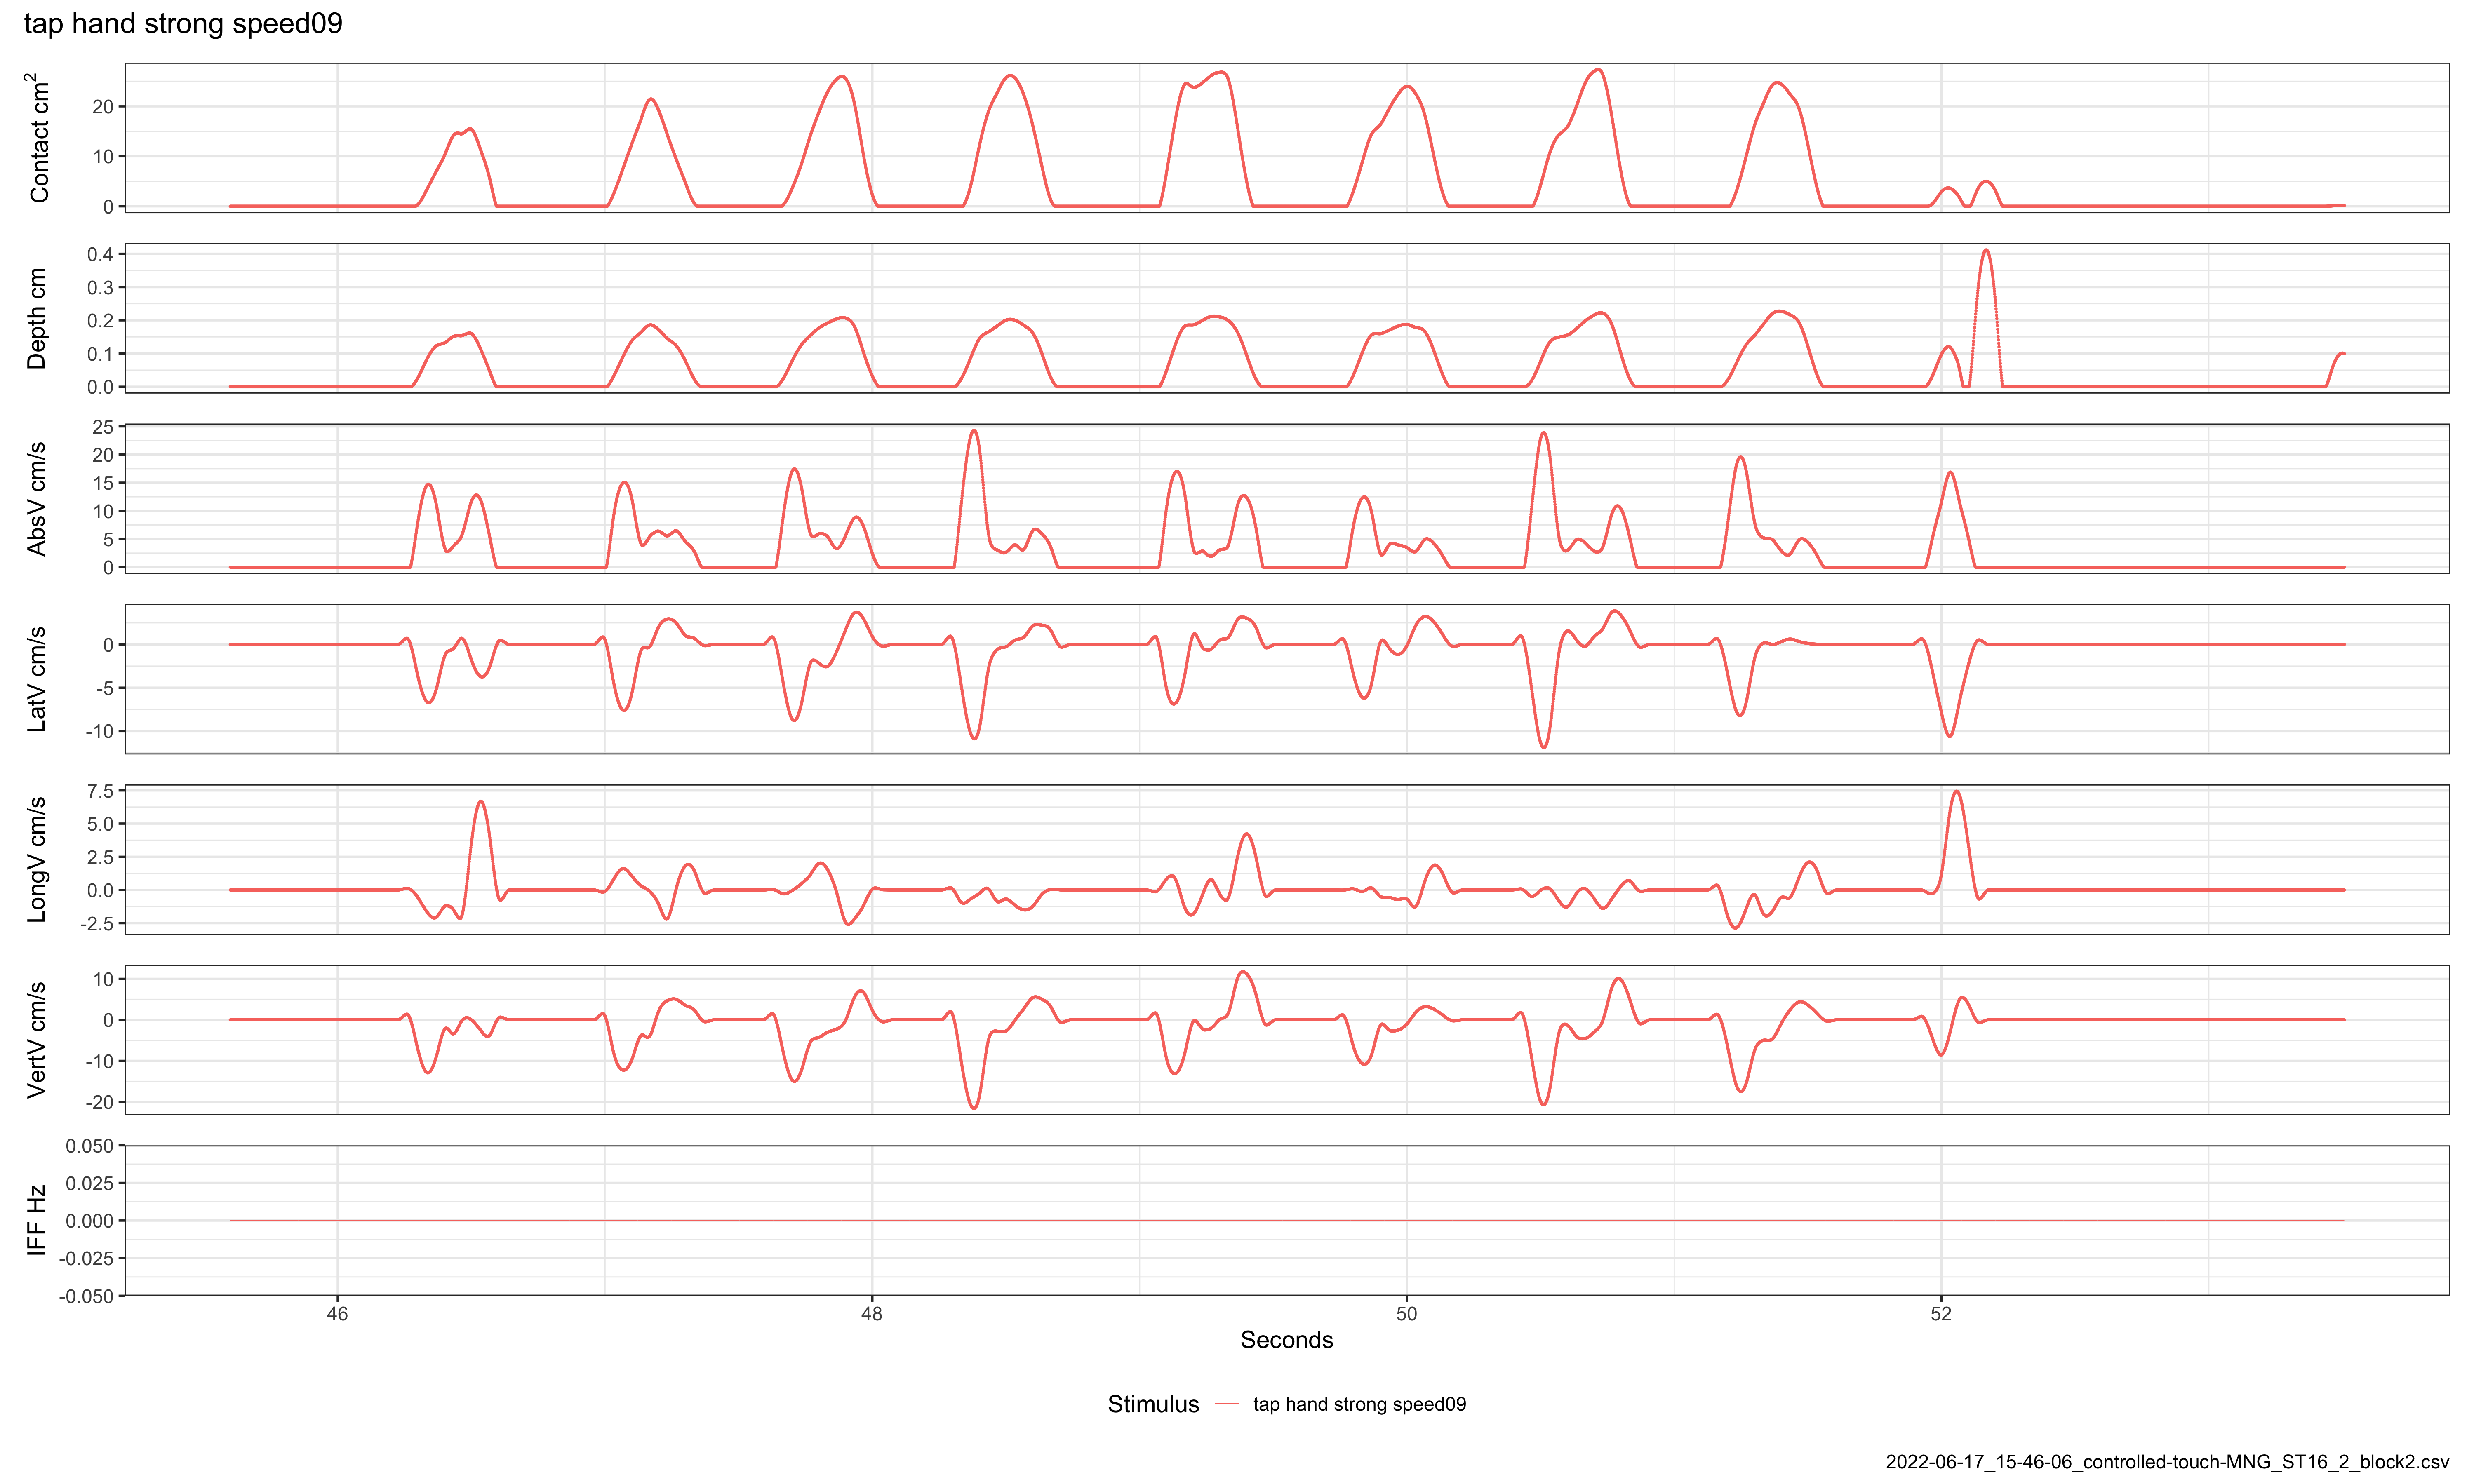 tap hand strong speed09
Contact cm²
20
10
0
Depth cm
0.4
0.3
0.2
0.1
0.0
AbsV cm/s
25
20
15
10
5
0
LatV cm/s
0
-5
-10
LongV cm/s
7.5
5.0
2.5
0.0
-2.5
VertV cm/s
10
0
-10
-20
IFF Hz
0.050
0.025
0.000
-0.025
-0.050
46 48 50 52
Seconds
Stimulus tap hand strong speed09
2022-06-17_15-46-06_controlled-touch-MNG_ST16_2_block2.csv